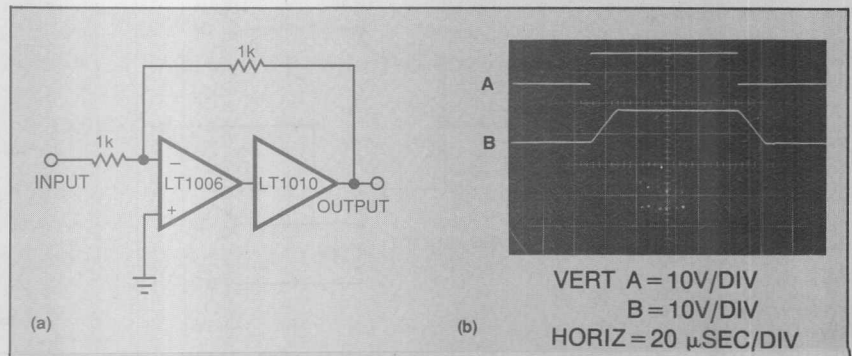 1k
1k
INPUT
−
+
LT1006
LT1010
OUTPUT
(a)
A
B
VERT A = 10V/DIV
B = 10V/DIV
HORIZ = 20 μSEC/DIV
(b)